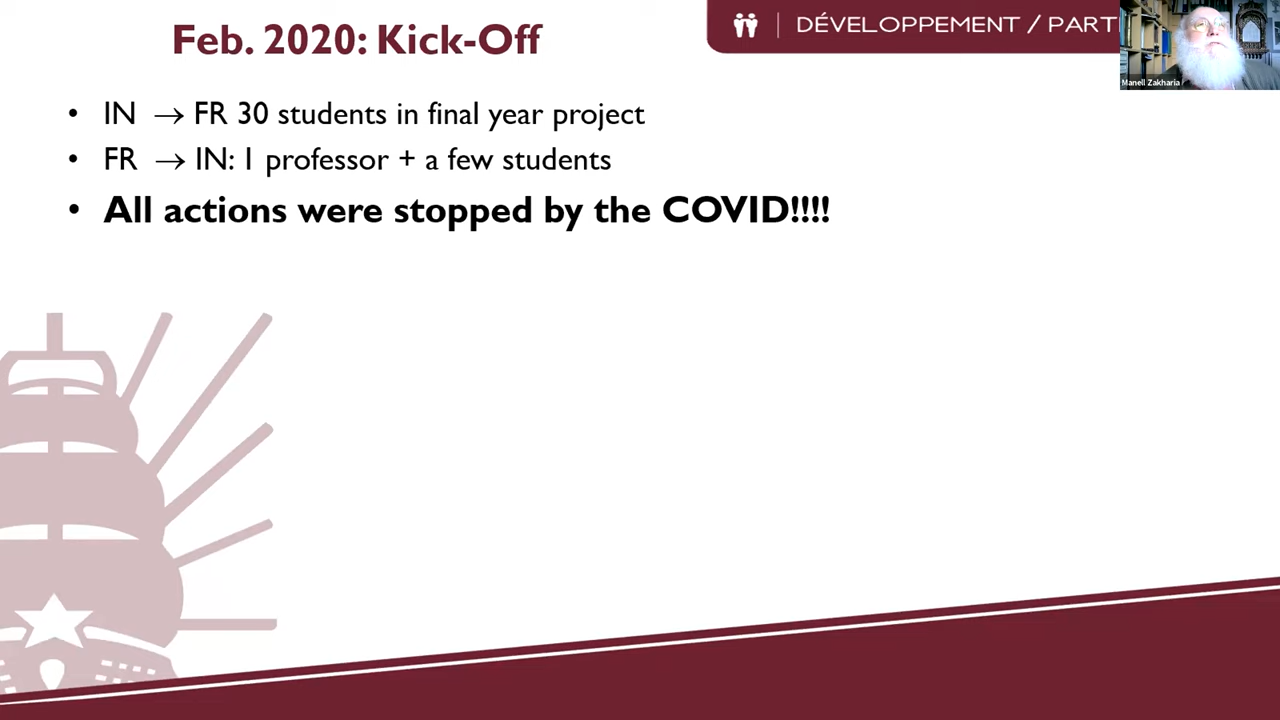 Feb. 2020: Kick-Off
DÉVELOPPEMENT / PARTI
Manell Zakharia
• IN → FR 30 students in final year project
• FR → IN: 1 professor + a few students
• All actions were stopped by the COVID!!!!